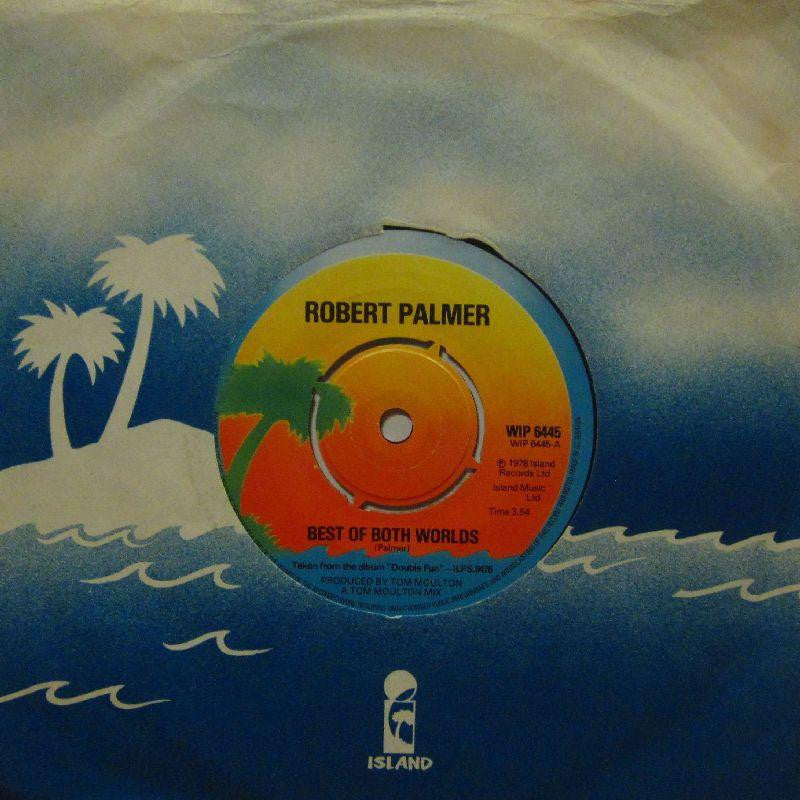 ROBERT PALMER
WIP 6445
WIP 6445-A
℗ 1978 Island
Records Ltd
Island Music
Ltd
Time 3.54
BEST OF BOTH WORLDS
(Palmer)
Taken from the album "Double Fun"—ILPS.9476
PRODUCED BY TOM MOULTON
A TOM MOULTON MIX
ISLAND